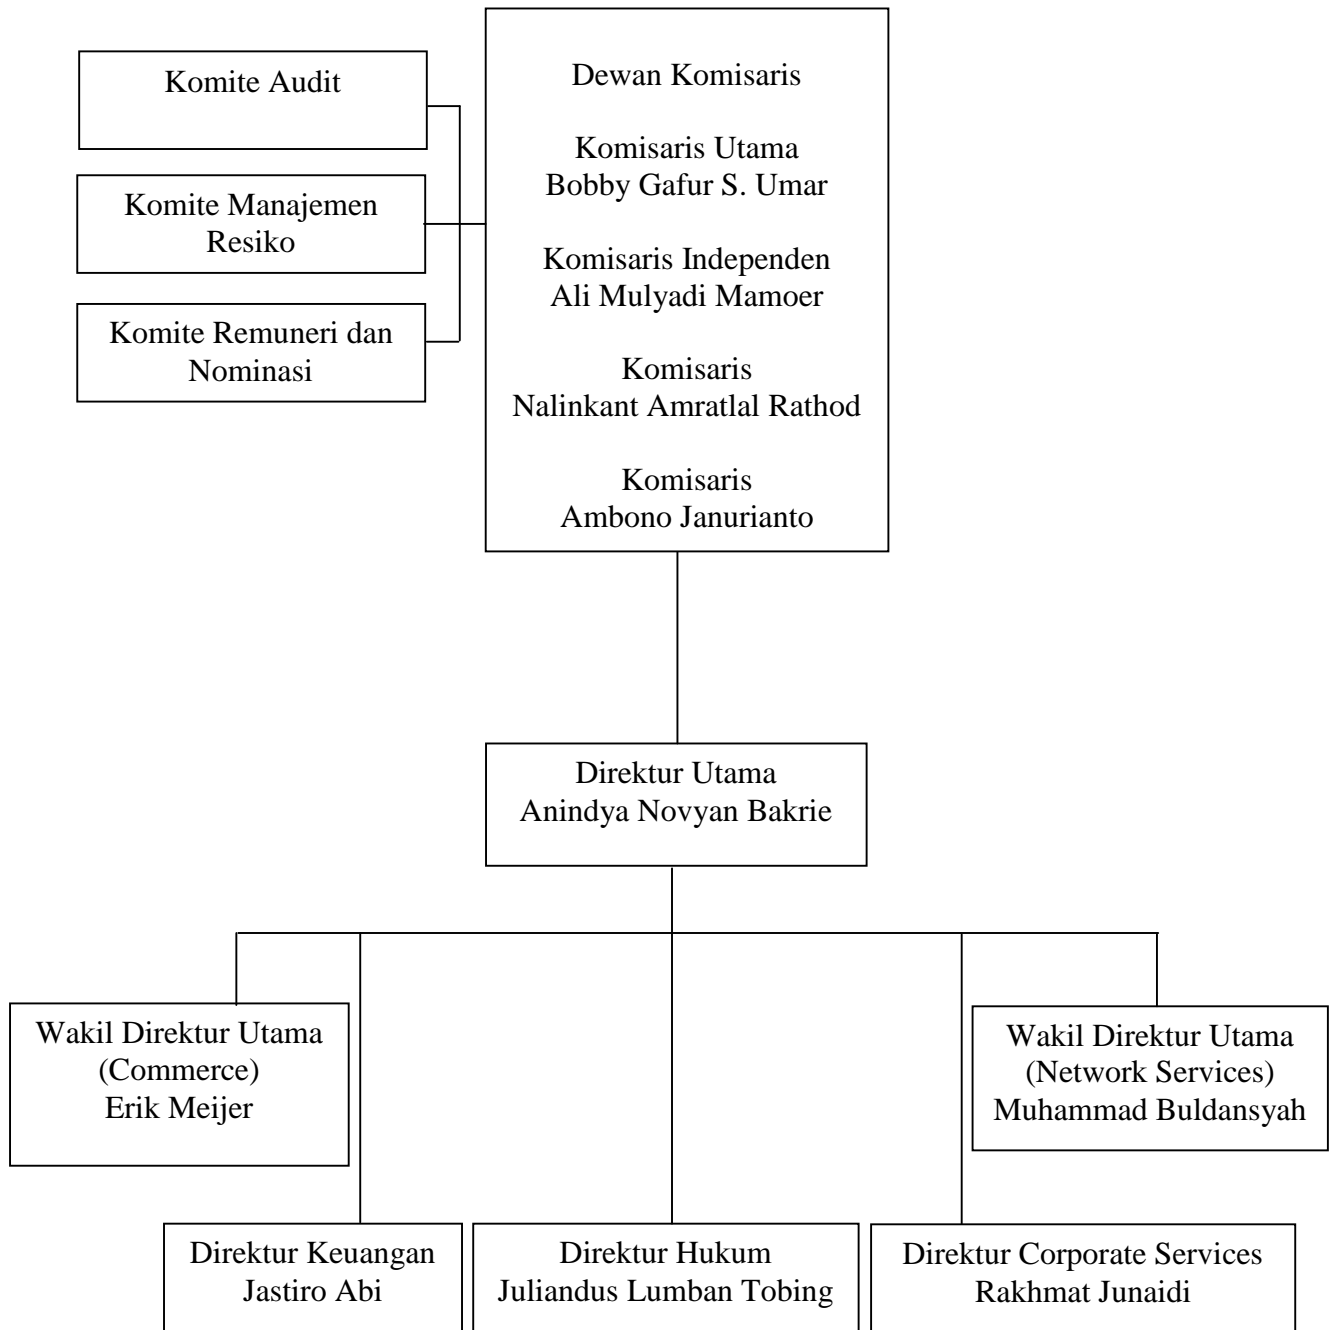 Komite Audit
Komite Manajemen
Resiko
Komite Remuneri dan
Nominasi
Dewan Komisaris
Komisaris Utama
Bobby Gafur S. Umar
Komisaris Independen
Ali Mulyadi Mamoer
Komisaris
Nalinkant Amratlal Rathod
Komisaris
Ambono Janurianto
Direktur Utama
Anindya Novyan Bakrie
Wakil Direktur Utama
(Commerce)
Erik Meijer
Wakil Direktur Utama
(Network Services)
Muhammad Buldansyah
Direktur Keuangan
Jastiro Abi
Direktur Hukum
Juliandus Lumban Tobing
Direktur Corporate Services
Rakhmat Junaidi